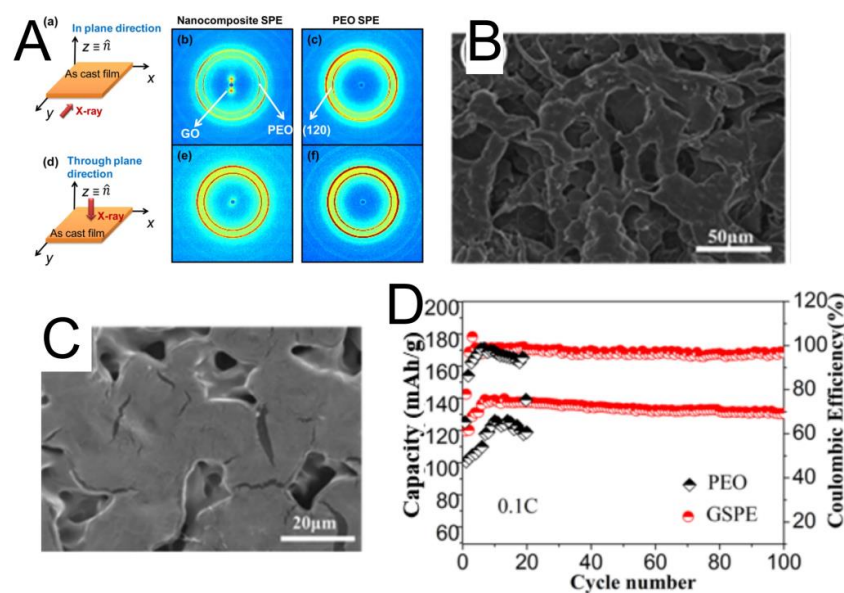 A
(a)
In plane direction
z ≡ n̂
As cast film
x
y
X-ray
Nanocomposite SPE
PEO SPE
(b)
(c)
GO
PEO (120)
(d)
Through plane
direction
z ≡ n̂
X-ray
x
As cast film
y
(e)
(f)
B
50μm
C
20μm
D
200
180
160
140
120
100
80
60
Capacity (mAh/g)
120
100
80
60
40
20
Coulombic Efficiency(%)
PEO
GSPE
0.1C
0 20 40 60 80 100
Cycle number